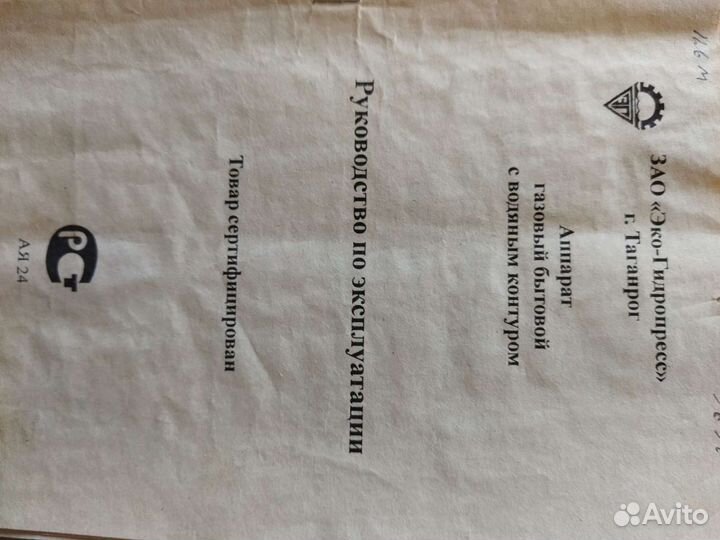 ЗАО «Эко-Гидропресс»
г. Таганрог
Аппарат
газовый бытовой
с водяным контуром
Руководство по эксплуатации
Товар сертифицирован
РСт
АЯ 24
Avito